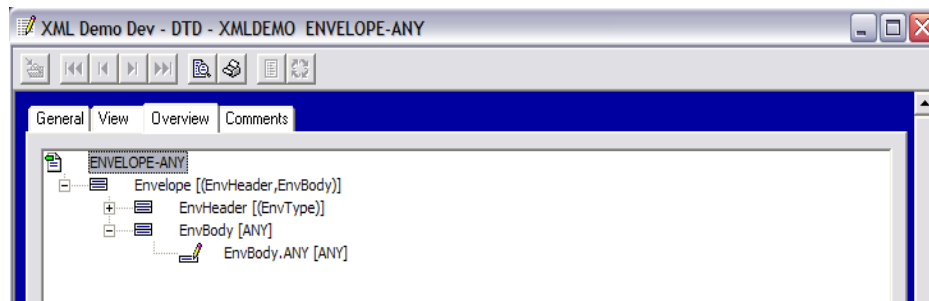 XML Demo Dev - DTD - XMLDEMO ENVELOPE-ANY
General View Overview Comments
ENVELOPE-ANY
Envelope [(EnvHeader,EnvBody)]
EnvHeader [(EnvType)]
EnvBody [ANY]
EnvBody.ANY [ANY]